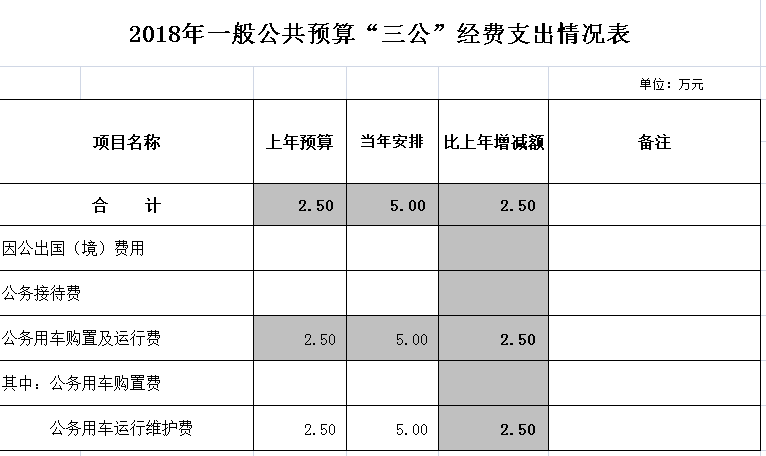 2018年一般公共预算“三公”经费支出情况表
单位：万元
项目名称 上年预算 当年安排 比上年增减额 备注
合 计 2.50 5.00 2.50
因公出国（境）费用
公务接待费
公务用车购置及运行费 2.50 5.00 2.50
其中：公务用车购置费
公务用车运行维护费 2.50 5.00 2.50